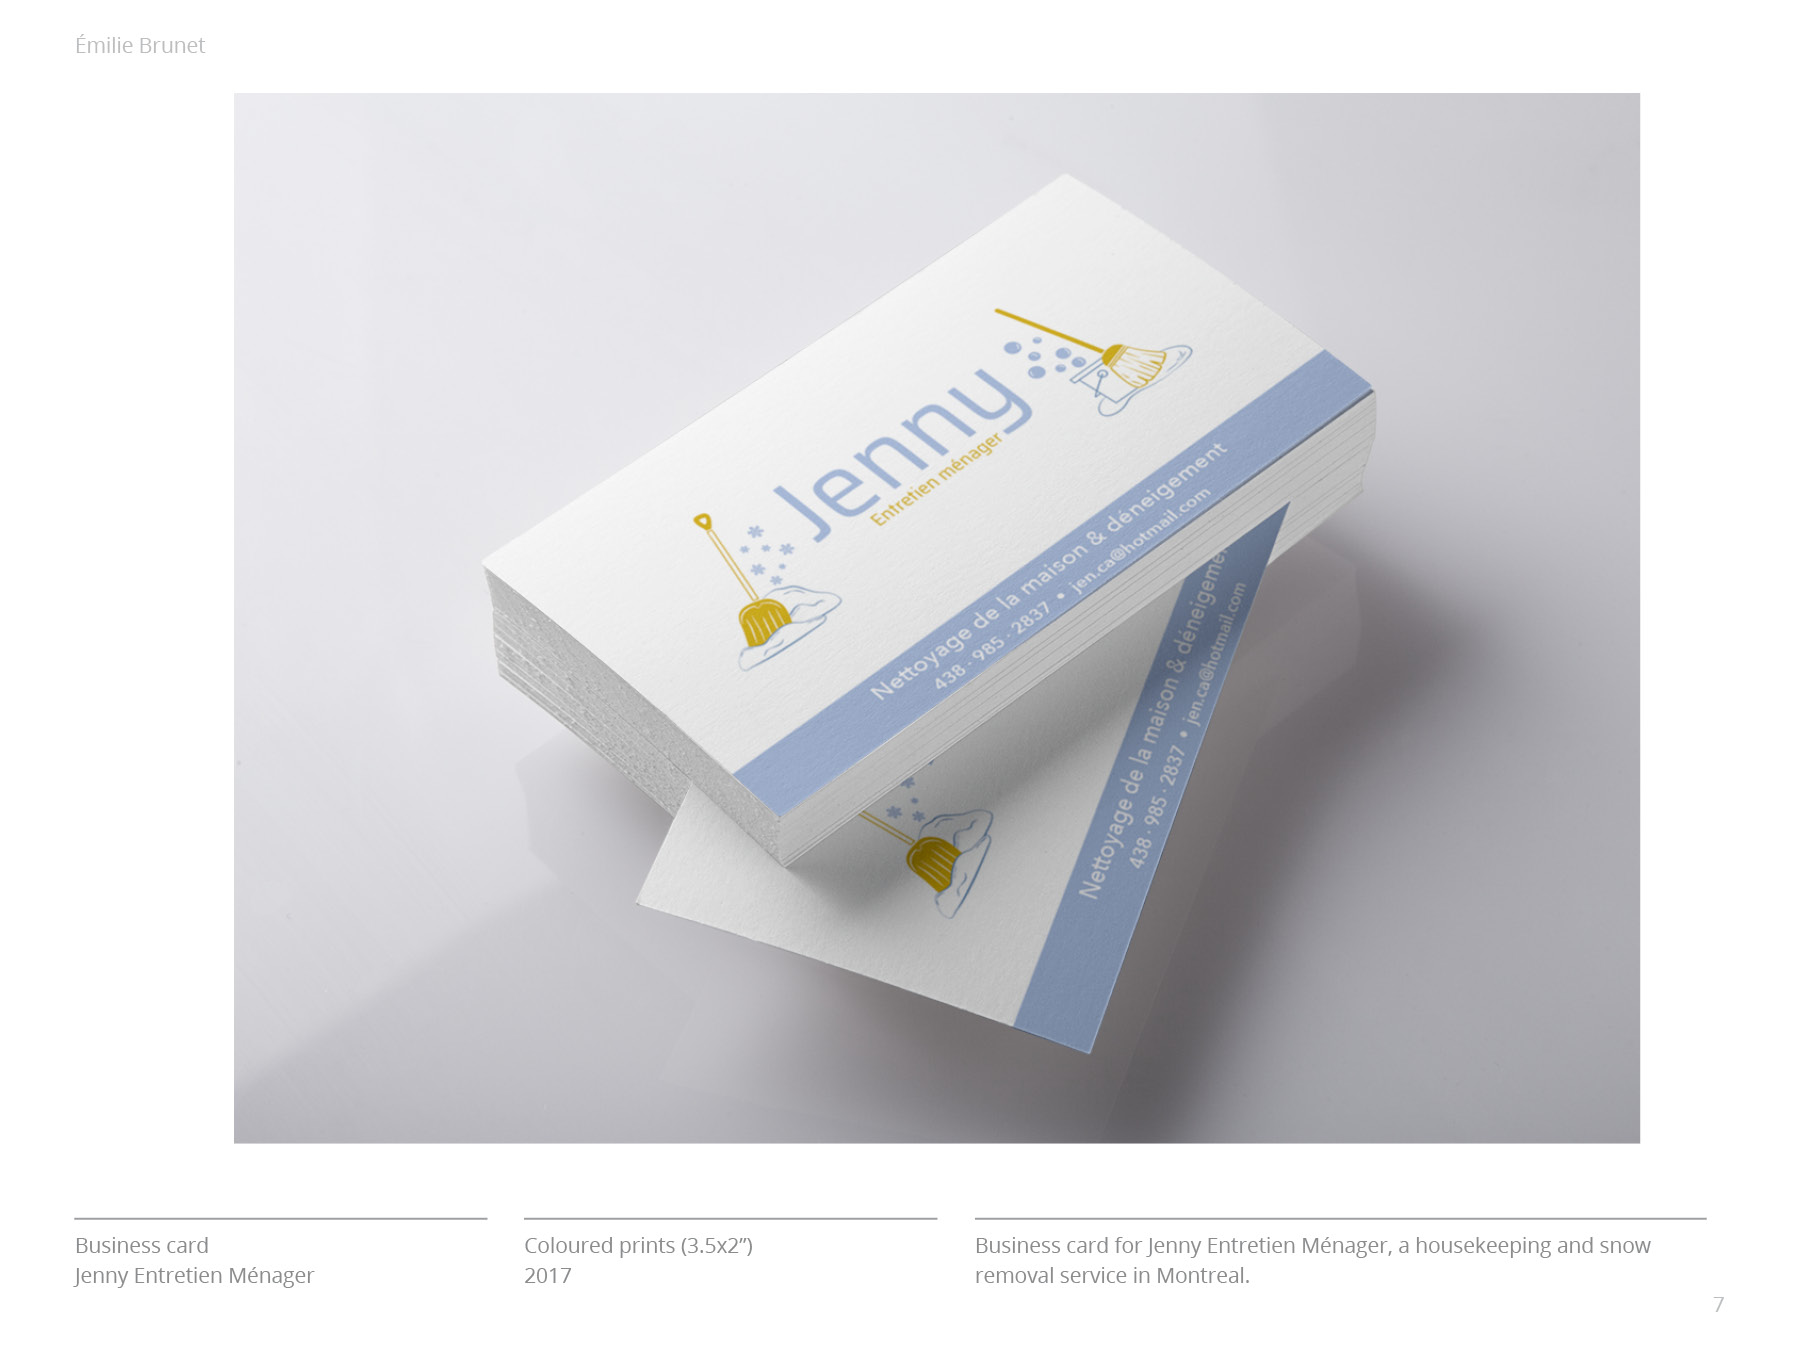 Émilie Brunet
Jenny
Entretien ménager
Nettoyage de la maison & déneigement
438 · 985 · 2837 • jen.ca@hotmail.com
Nettoyage de la maison & déneigemen
438 · 985 · 2837 • jen.ca@hotmail.com
Business card
Jenny Entretien Ménager
Coloured prints (3.5x2”)
2017
Business card for Jenny Entretien Ménager, a housekeeping and snow
removal service in Montreal.
7